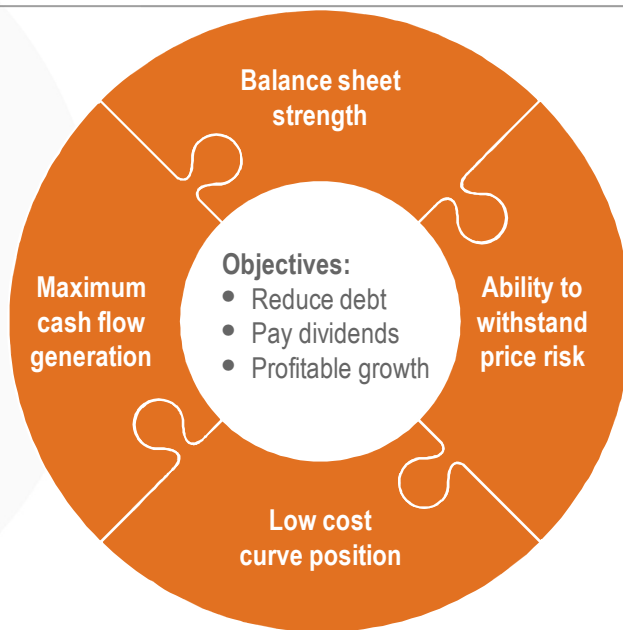 Balance sheet
strength
Objectives:
• Reduce debt
• Pay dividends
• Profitable growth
Maximum
cash flow
generation
Ability to
withstand
price risk
Low cost
curve position